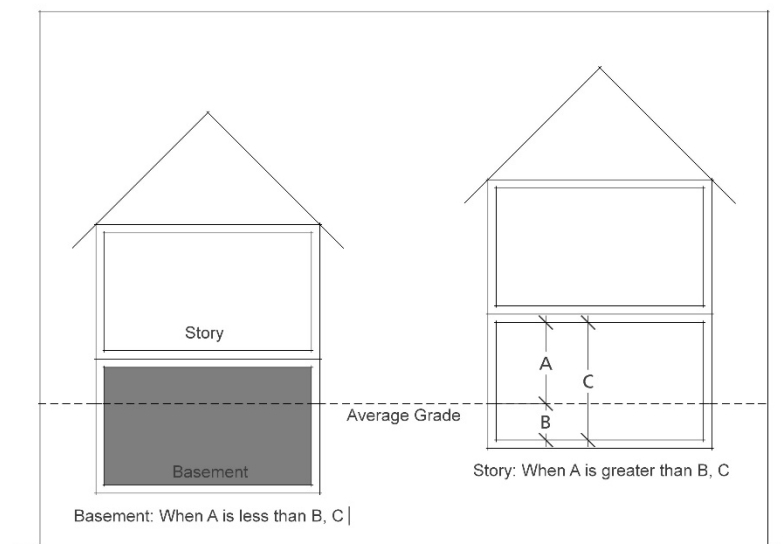 Story
A
C
Average Grade
B
Basement
Story: When A is greater than B, C
Basement: When A is less than B, C